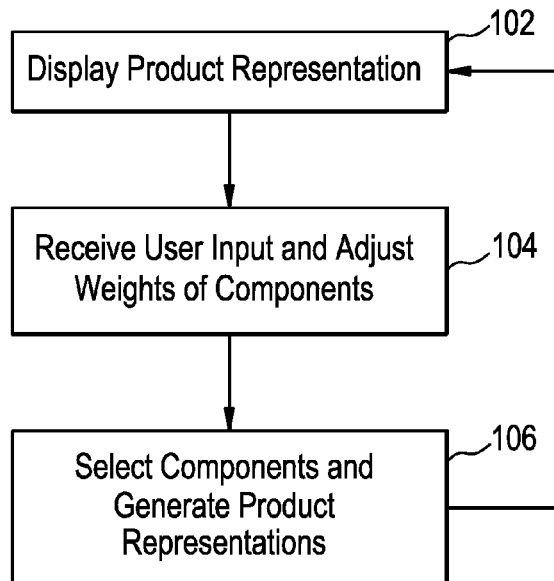 102
Display Product Representation
Receive User Input and Adjust
Weights of Components
104
106
Select Components and
Generate Product
Representations